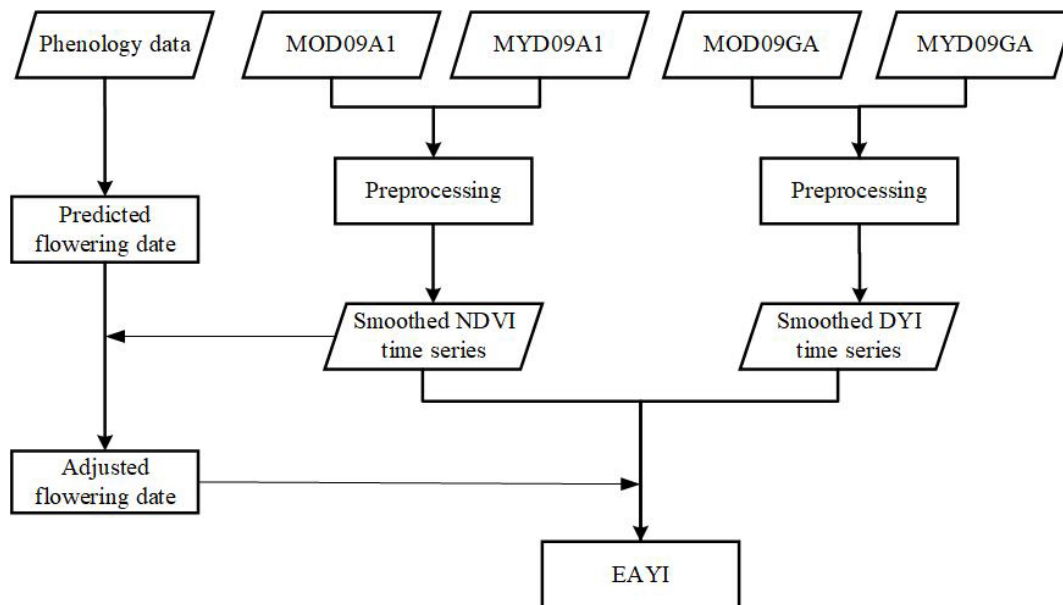 Phenology data
MOD09A1
MYD09A1
MOD09GA
MYD09GA
Preprocessing
Preprocessing
Predicted
flowering date
Smoothed NDVI
time series
Smoothed DYI
time series
Adjusted
flowering date
EAYI